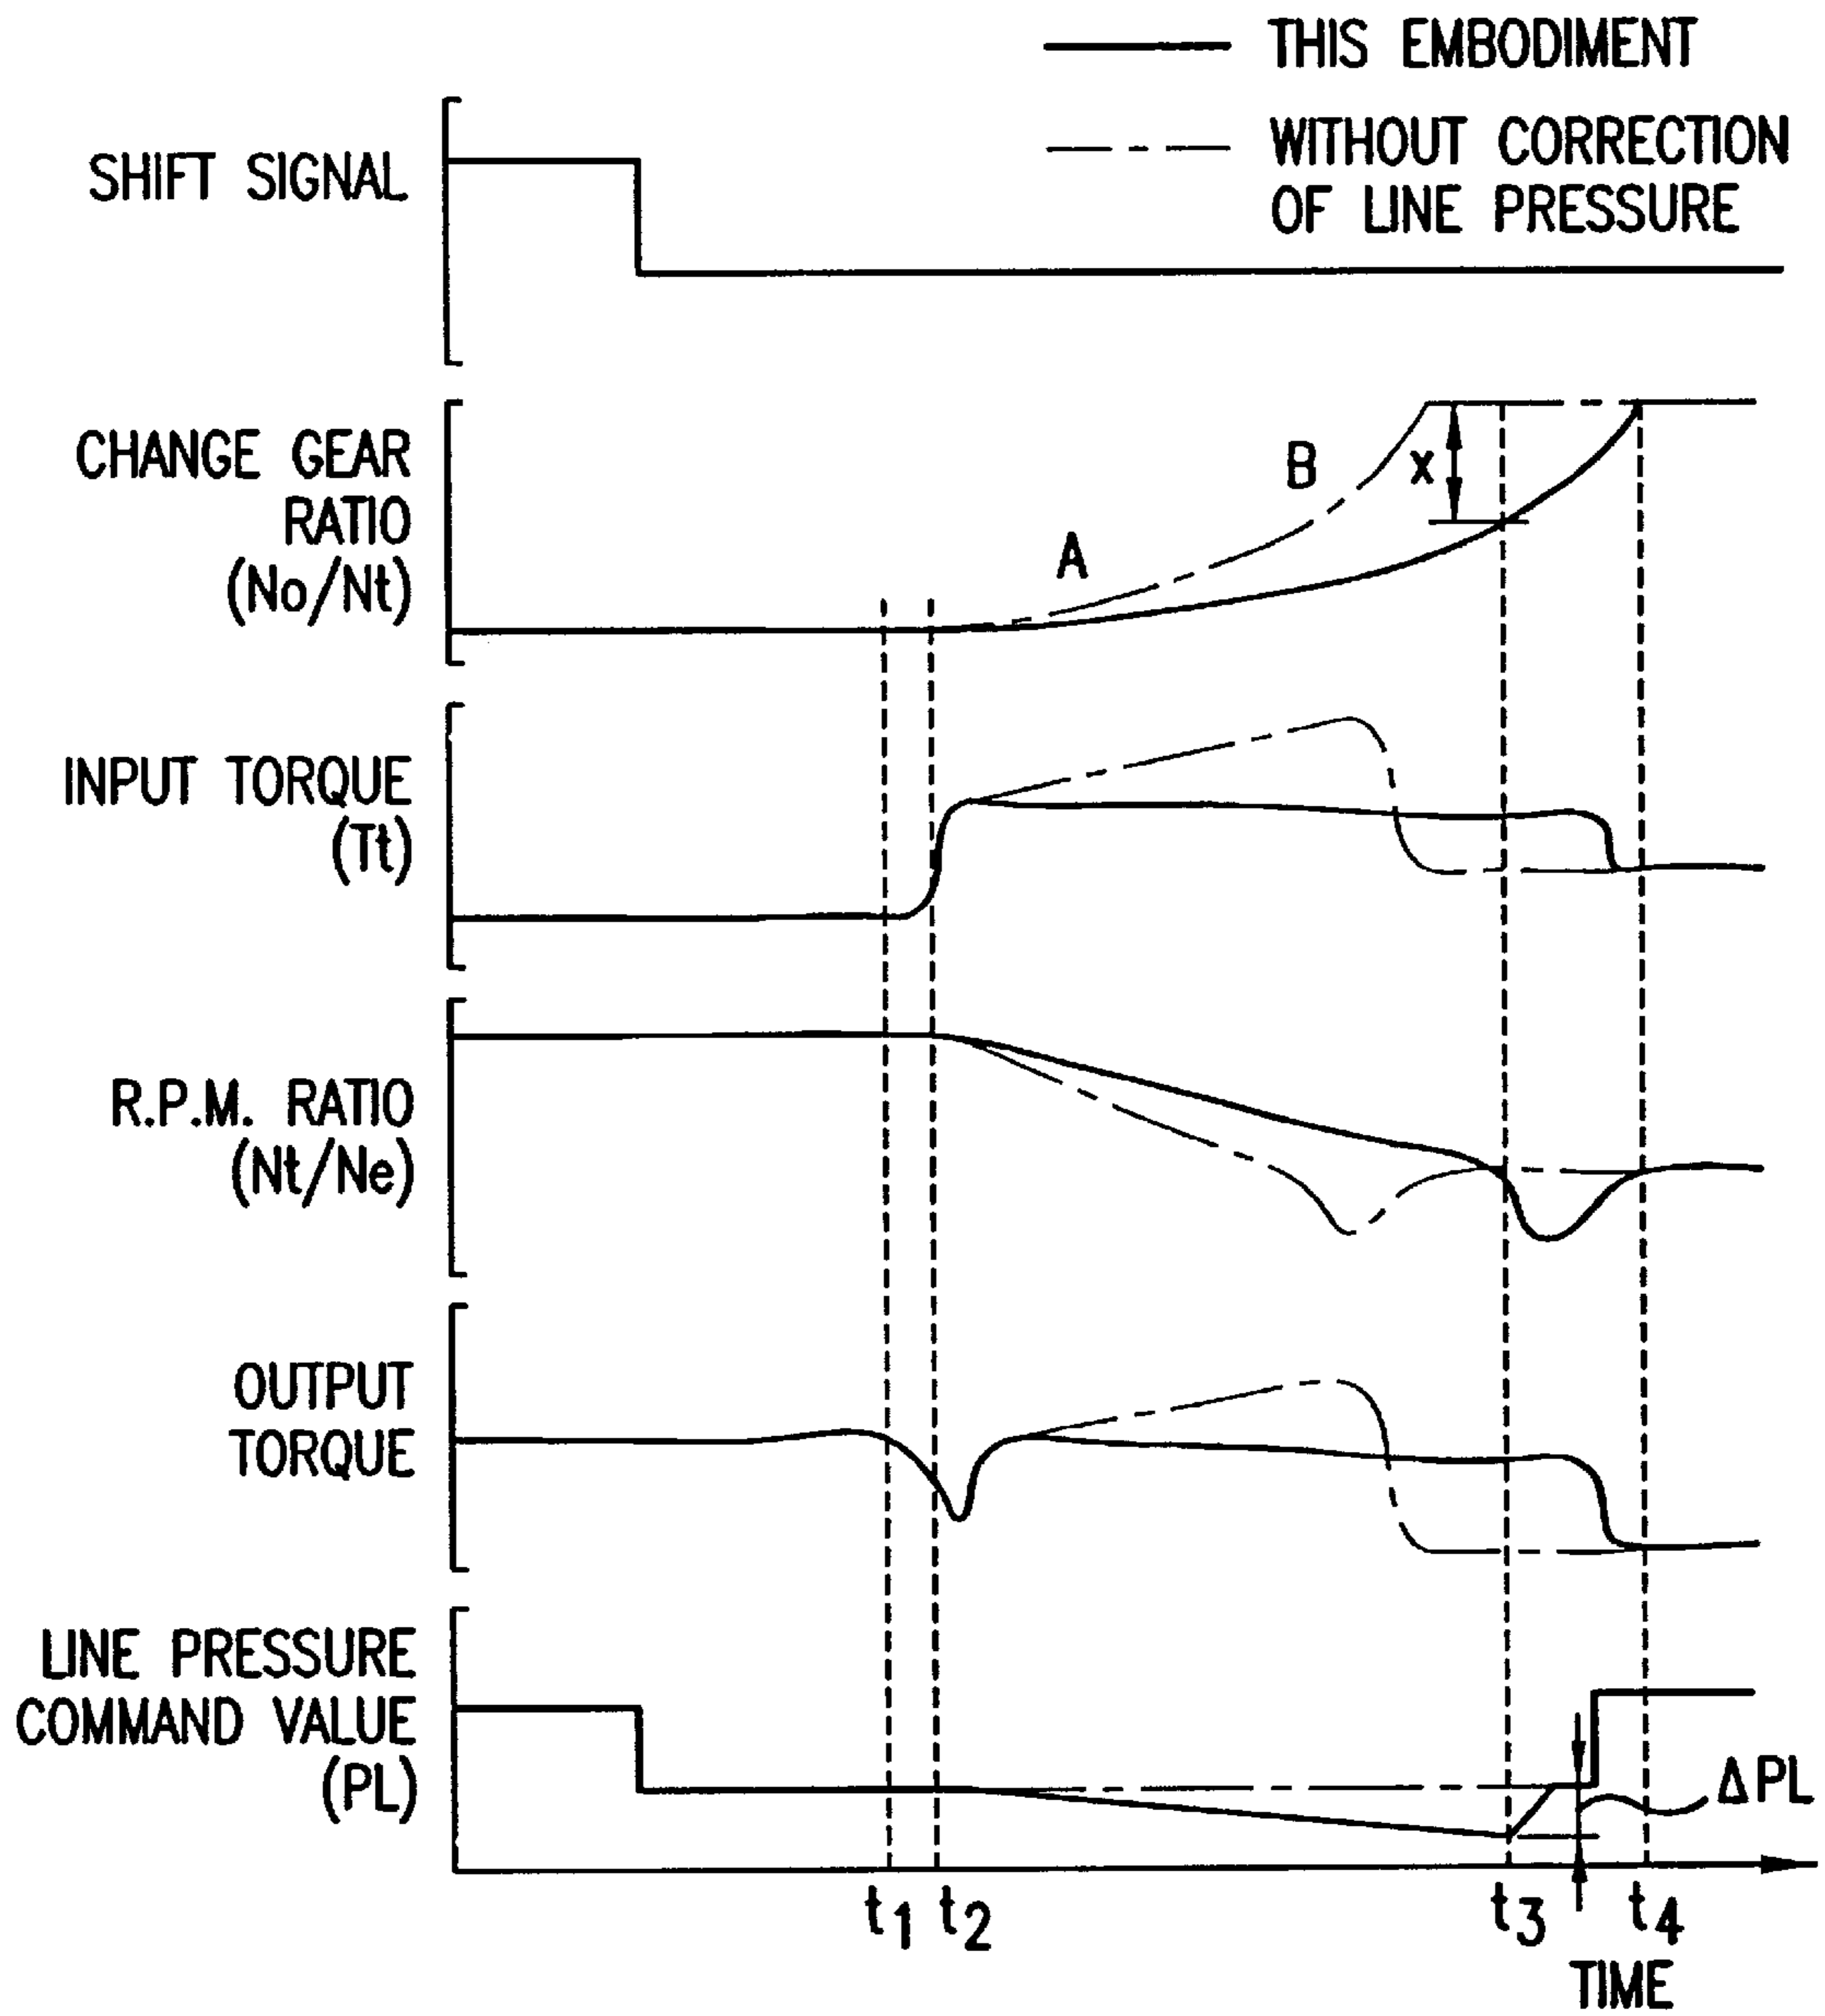 THIS EMBODIMENT
WITHOUT CORRECTION
OF LINE PRESSURE
SHIFT SIGNAL
CHANGE GEAR
RATIO
(No/Nt)
A
B
x
INPUT TORQUE
(Tt)
R.P.M. RATIO
(Nt/Ne)
OUTPUT
TORQUE
LINE PRESSURE
COMMAND VALUE
(PL)
ΔPL
t1 t2 t3 t4
TIME